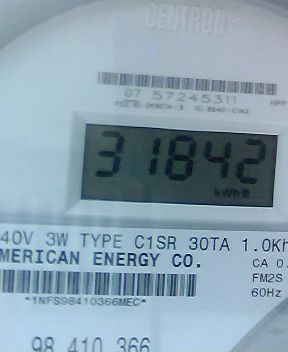 CENTRON®
07 57245311
31842
kWh
40V 3W TYPE C1SR 30TA 1.0Kh
MERICAN ENERGY CO.
CA 0.
FM2S
*1NFS98410366MEC*
60Hz
98 410 366